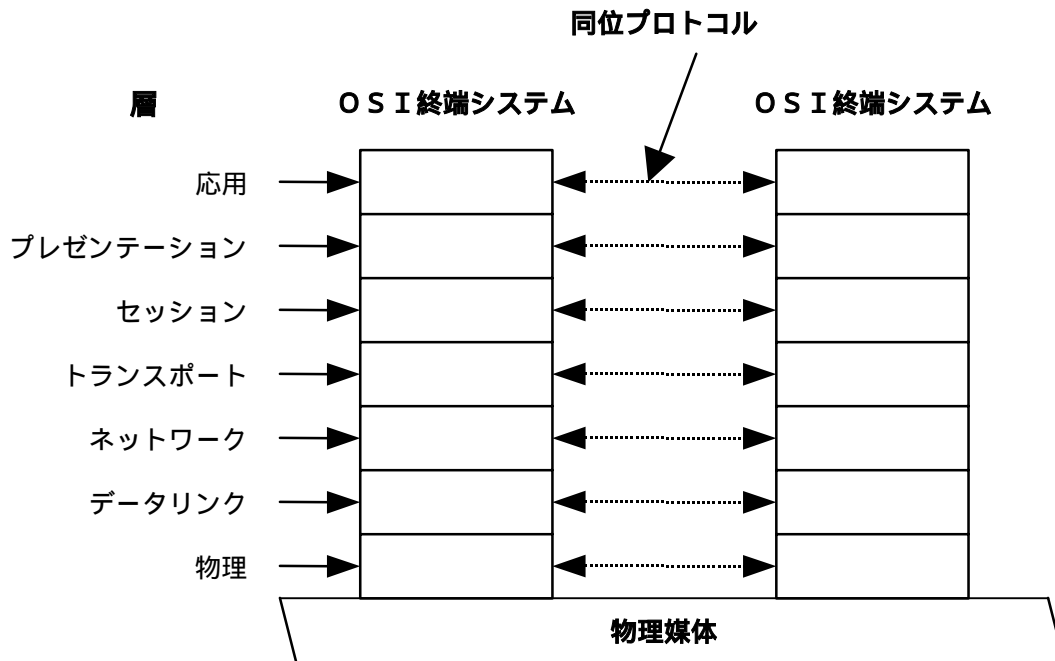 同位プロトコル
層
ＯＳＩ終端システム
ＯＳＩ終端システム
応用
プレゼンテーション
セッション
トランスポート
ネットワーク
データリンク
物理
物理媒体